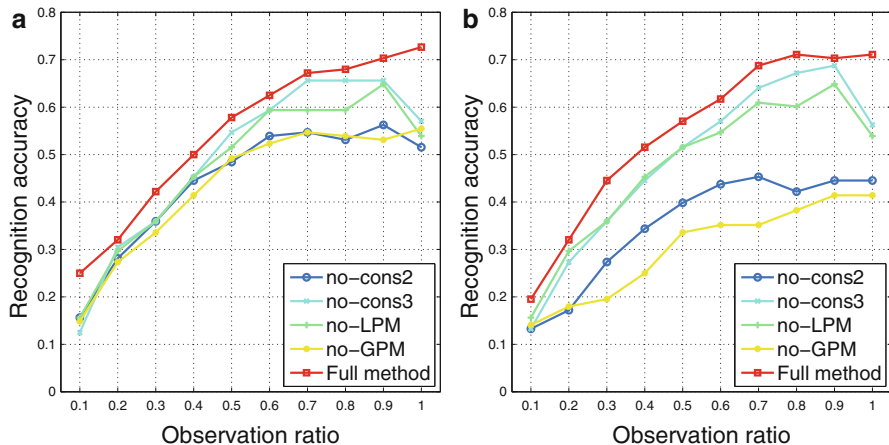 a
0.8
0.7
0.6
0.5
0.4
0.3
0.2
0.1
0
Recognition accuracy
no-cons2
no-cons3
no-LPM
no-GPM
Full method
0.1 0.2 0.3 0.4 0.5 0.6 0.7 0.8 0.9 1
Observation ratio
b
0.8
0.7
0.6
0.5
0.4
0.3
0.2
0.1
0
Recognition accuracy
no-cons2
no-cons3
no-LPM
no-GPM
Full method
0.1 0.2 0.3 0.4 0.5 0.6 0.7 0.8 0.9 1
Observation ratio